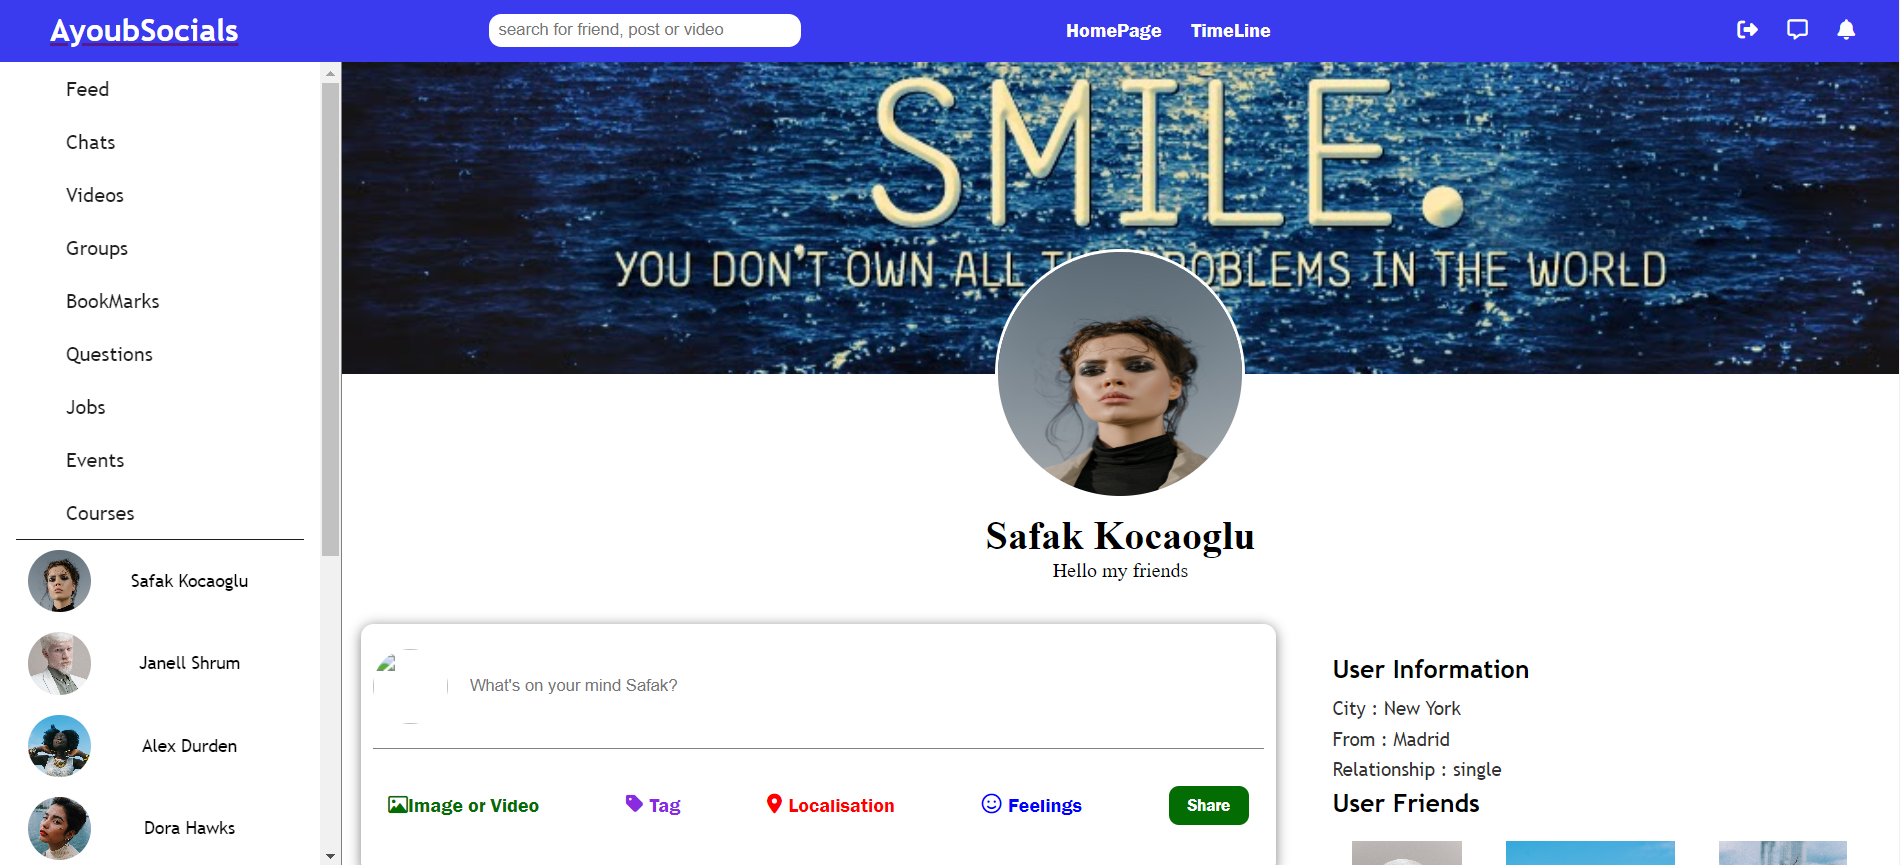 AyoubSocials
search for friend, post or video
HomePage
TimeLine
Feed
Chats
Videos
Groups
BookMarks
Questions
Jobs
Events
Courses
Safak Kocaoglu
Janell Shrum
Alex Durden
Dora Hawks
SMILE.
YOU DON'T OWN ALL PROBLEMS IN THE WORLD
Safak Kocaoglu
Hello my friends
What's on your mind Safak?
Image or Video
Tag
Localisation
Feelings
Share
User Information
City : New York
From : Madrid
Relationship : single
User Friends